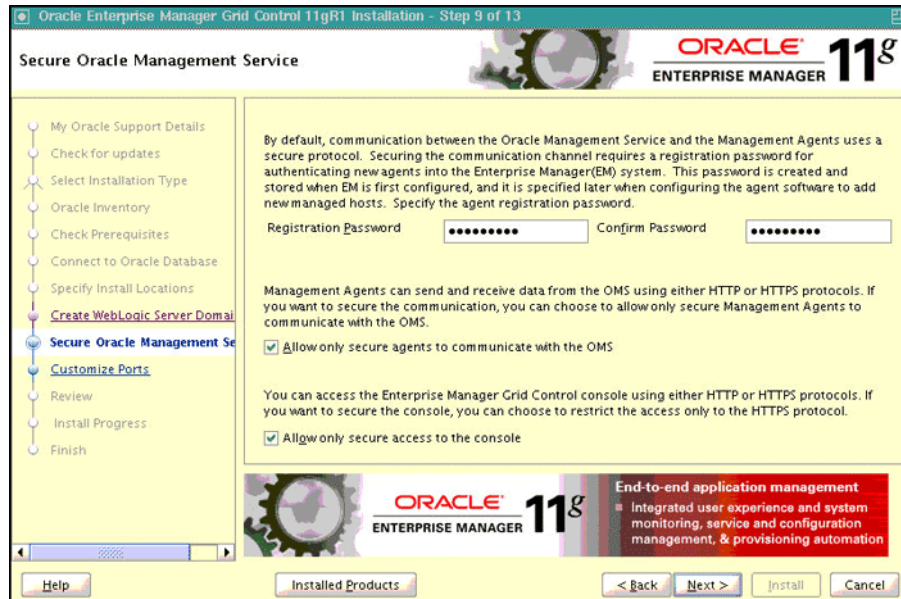 Oracle Enterprise Manager Grid Control 11gR1 Installation - Step 9 of 13
Secure Oracle Management Service
ORACLE
ENTERPRISE MANAGER 11g
My Oracle Support Details
Check for updates
Select Installation Type
Oracle Inventory
Check Prerequisites
Connect to Oracle Database
Specify Install Locations
Create WebLogic Server Domai
Secure Oracle Management Se
Customize Ports
Review
Install Progress
Finish
By default, communication between the Oracle Management Service and the Management Agents uses a
secure protocol. Securing the communication channel requires a registration password for
authenticating new agents into the Enterprise Manager(EM) system. This password is created and
stored when EM is first configured, and it is specified later when configuring the agent software to add
new managed hosts. Specify the agent registration password.
Registration Password Confirm Password
Management Agents can send and receive data from the OMS using either HTTP or HTTPS protocols. If
you want to secure the communication, you can choose to allow only secure Management Agents to
communicate with the OMS.
Allow only secure agents to communicate with the OMS
You can access the Enterprise Manager Grid Control console using either HTTP or HTTPS protocols. If
you want to secure the console, you can choose to restrict the access only to the HTTPS protocol.
Allow only secure access to the console
ORACLE
ENTERPRISE MANAGER 11g
End-to-end application management
Integrated user experience and system
monitoring, service and configuration
management, & provisioning automation
Help
Installed Products
< Back
Next >
Install
Cancel